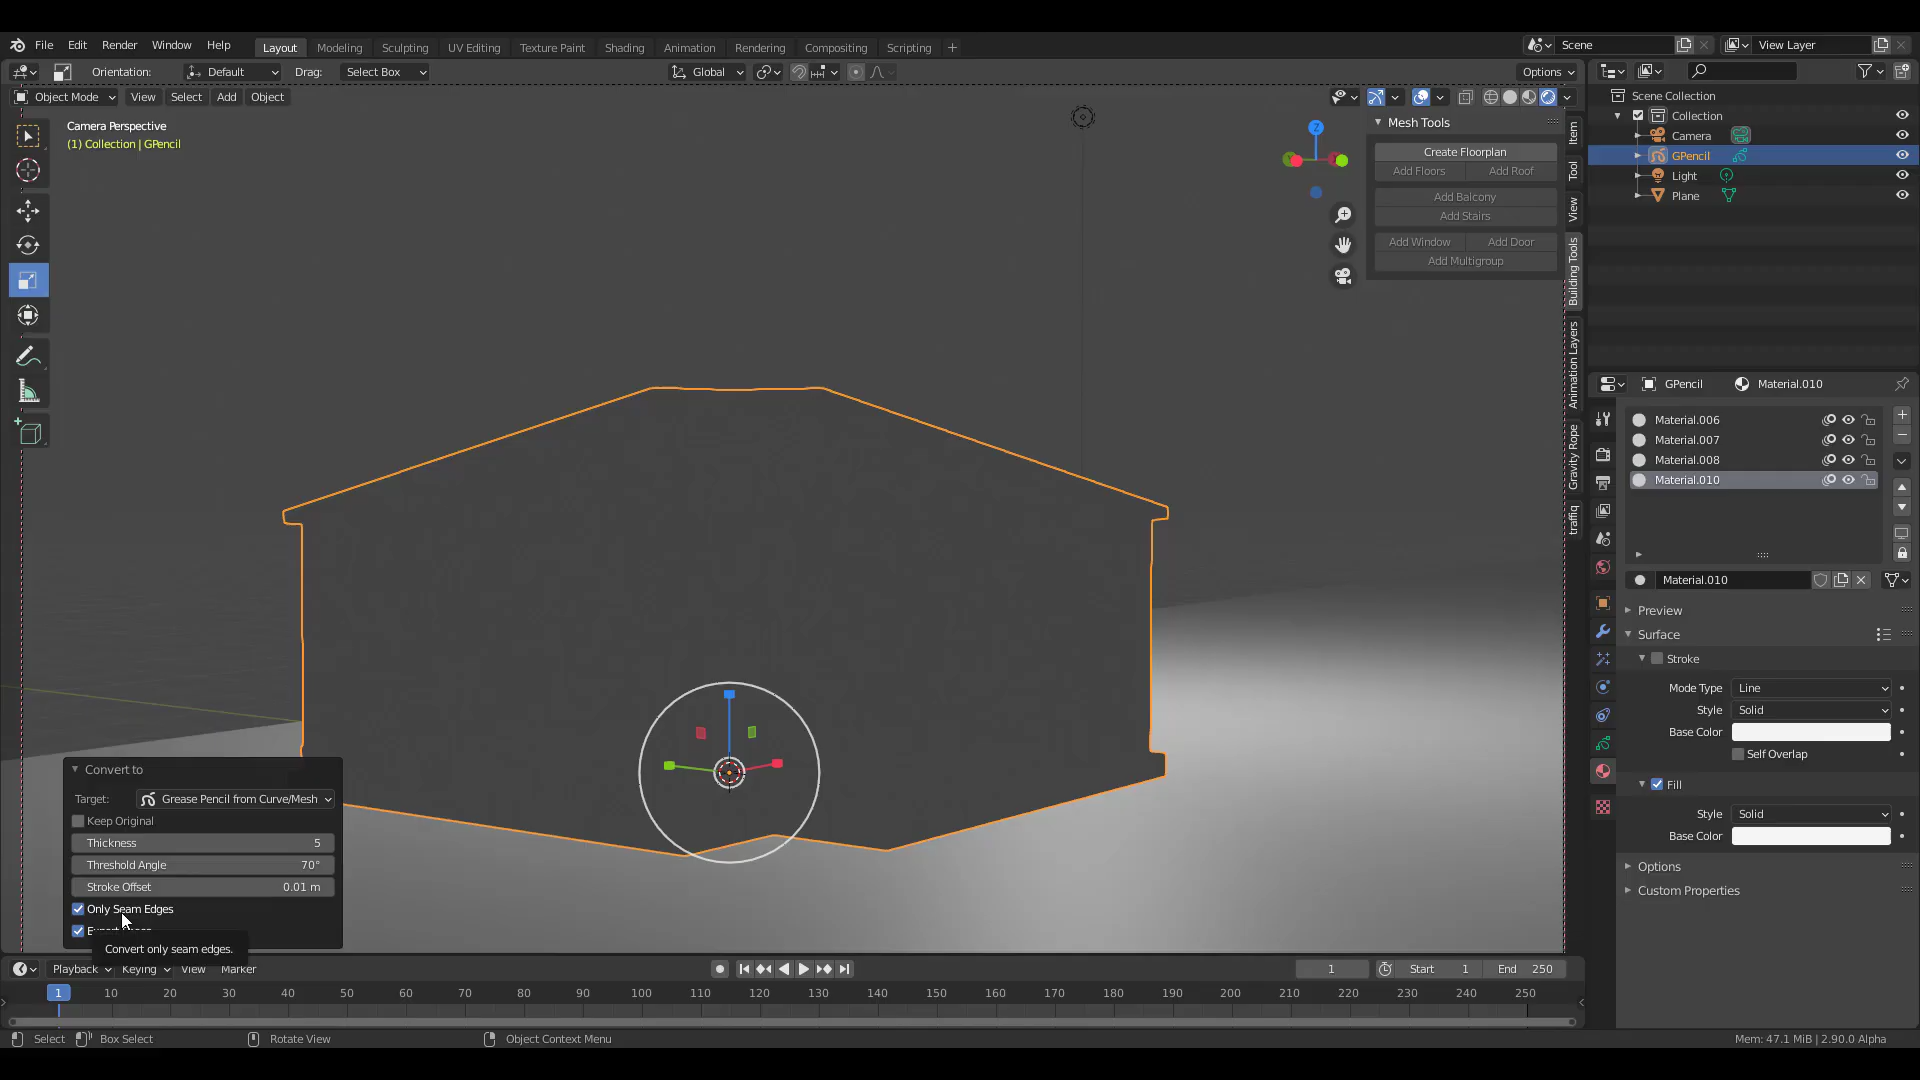 File Edit Render Window Help Layout Modeling Sculpting UV Editing Texture Paint Shading Animation Rendering Compositing Scripting + Scene View Layer
Orientation: Default Drag: Select Box Global Options
Object Mode View Select Add Object
Camera Perspective
(1) Collection | GPencil
Mesh Tools
Create Floorplan
Add Floors Add Roof
Add Balcony
Add Stairs
Add Window Add Door
Add Multigroup
Item
Tool
View
Building Tools
Animation Layers
Gravity Rope
traffiq
Z
Scene Collection
Collection
Camera
GPencil
Light
Plane
GPencil Material.010
Material.006
Material.007
Material.008
Material.010
Material.010
Preview
Surface
Stroke
Mode Type Line
Style Solid
Base Color
Self Overlap
Fill
Style Solid
Base Color
Options
Custom Properties
Convert to
Target: Grease Pencil from Curve/Mesh
Keep Original
Thickness 5
Threshold Angle 70°
Stroke Offset 0.01 m
Only Seam Edges
Convert only seam edges.
Playback Keying View Marker 1 Start 1 End 250
1 10 20 30 40 50 60 70 80 90 100 110 120 130 140 150 160 170 180 190 200 210 220 230 240 250
Select Box Select Rotate View Object Context Menu Mem: 47.1 MiB | 2.90.0 Alpha